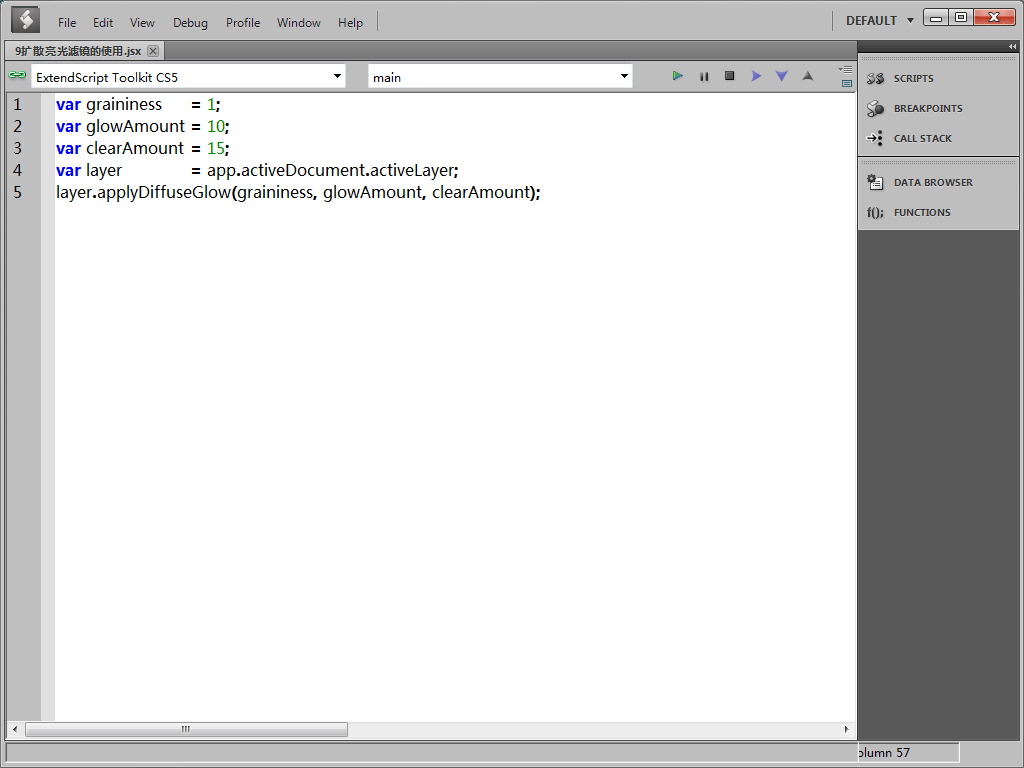 File Edit View Debug Profile Window Help DEFAULT
9扩散亮光滤镜的使用.jsx
ExtendScript Toolkit CS5 main
1 var graininess = 1;
2 var glowAmount = 10;
3 var clearAmount = 15;
4 var layer = app.activeDocument.activeLayer;
5 layer.applyDiffuseGlow(graininess, glowAmount, clearAmount);
SCRIPTS
BREAKPOINTS
CALL STACK
DATA BROWSER
f(); FUNCTIONS
olumn 57